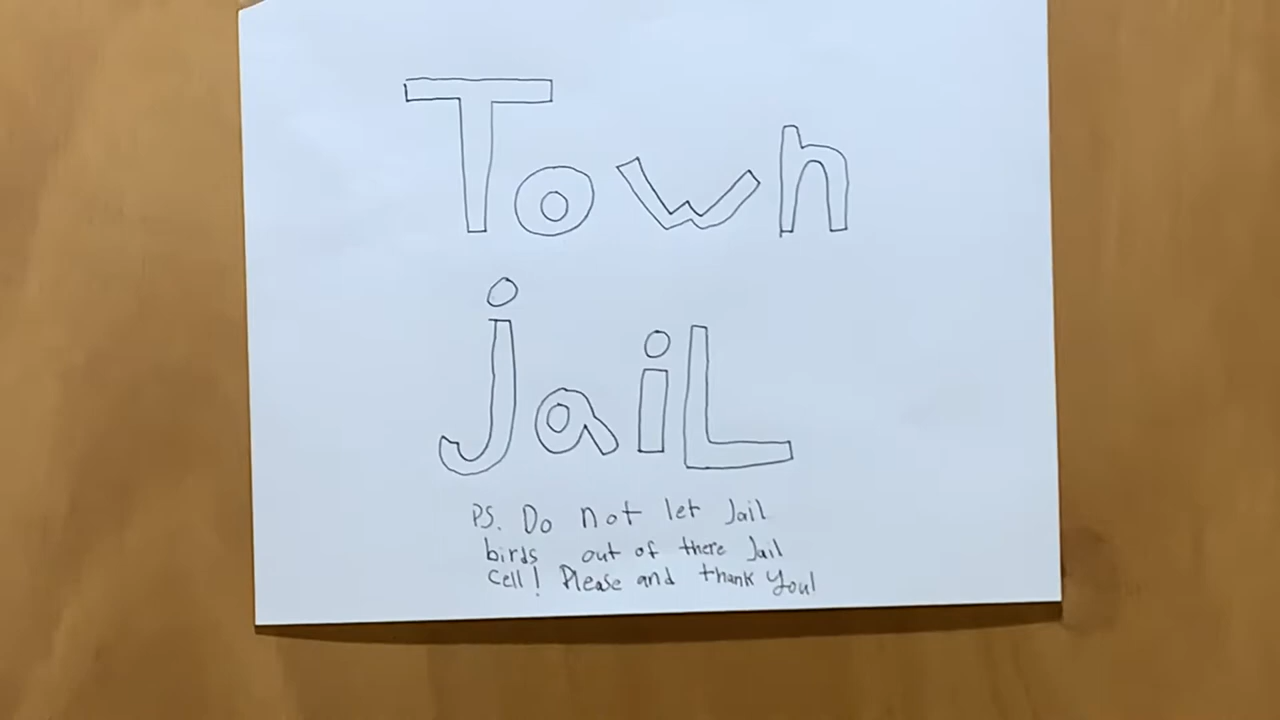 Town
JaiL
PS. Do not let Jail
birds out of there Jail
Cell! Please and thank You!